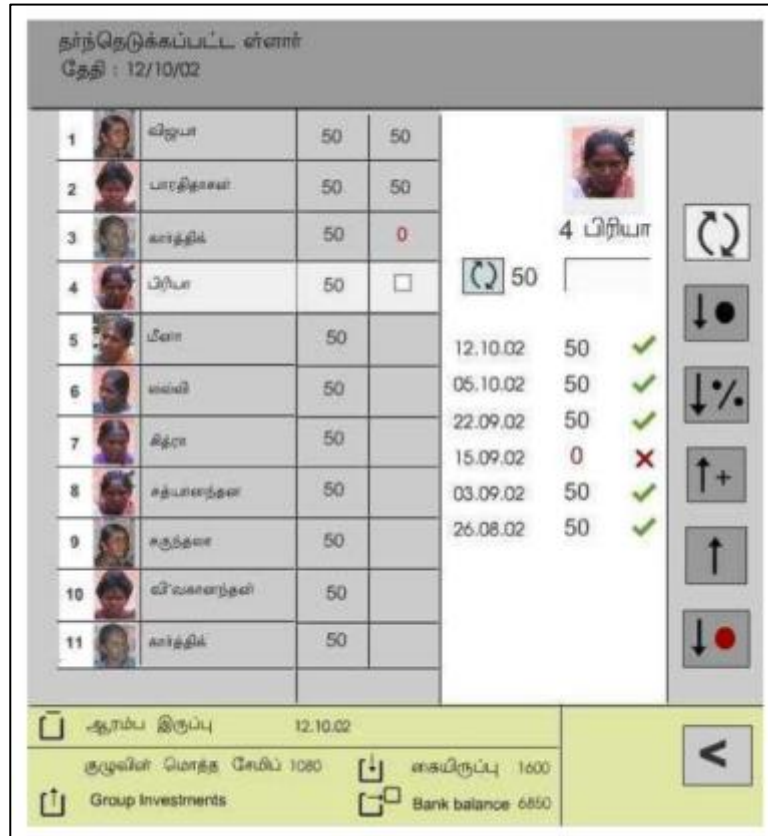 தர்ந்தெடுக்கப்பட்ட ள்ளார்
தேதி : 12/10/02
1 விஜயா 50 50
2 பாரதிதாசன் 50 50
3 கார்த்திக் 50 0
4 பிரியா 50
5 மீனா 50
6 50
7 சித்ரா 50
8 சத்யானந்தன 50
9 சகுந்தலா 50
10 வி'வகானந்தன் 50
11 கார்த்திக் 50
4 பிரியா
50
12.10.02 50
05.10.02 50
22.09.02 50
15.09.02 0
03.09.02 50
26.08.02 50
ஆரம்ப இருப்பு 12.10.02
குழுவின் மொத்த சேமிப் 1080 கையிருப்பு 1600
Group Investments Bank balance 6850